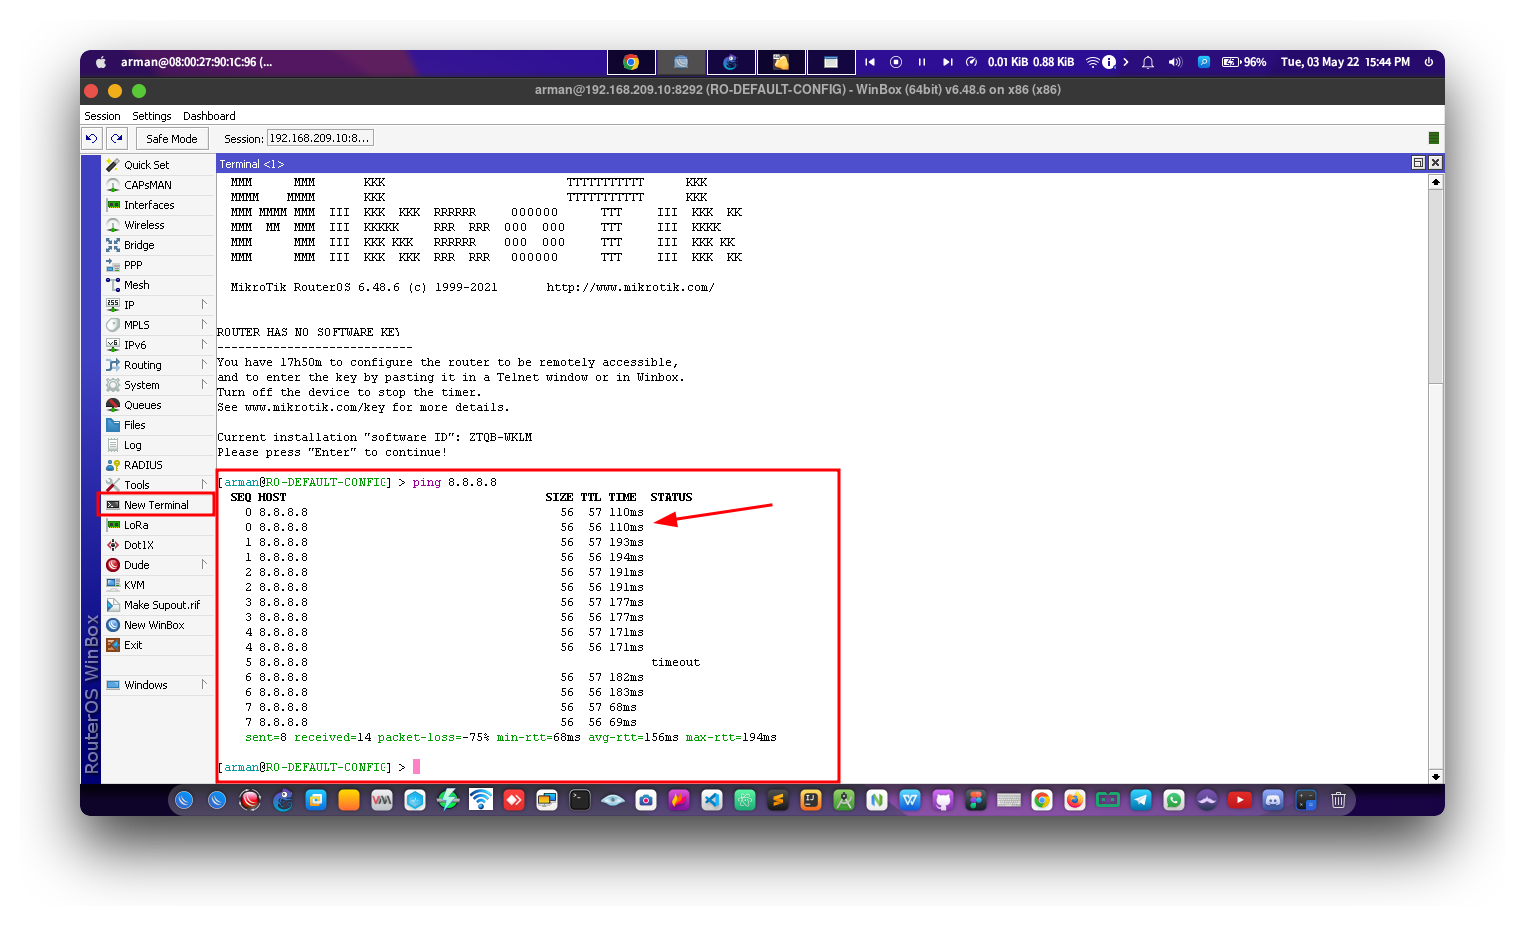 arman@08:00:27:90:1C:96 (...
0.01 KiB 0.88 KiB
96%
Tue, 03 May 22
15:44 PM
arman@192.168.209.10:8292 (RO-DEFAULT-CONFIG) - WinBox (64bit) v6.48.6 on x86 (x86)
Session Settings Dashboard
Safe Mode
Session: 192.168.209.10:8...
Quick Set
CAPsMAN
Interfaces
Wireless
Bridge
PPP
Mesh
IP
MPLS
IPv6
Routing
System
Queues
Files
Log
RADIUS
Tools
New Terminal
LoRa
Dot1X
Dude
KVM
Make Supout.rif
New WinBox
Exit
Windows
RouterOS WinBox
Terminal <1>
MMM      MMM       KKK                          TTTTTTTTTTT      KKK
MMMM    MMMM       KKK                          TTTTTTTTTTT      KKK
MMM MMMM MMM  III  KKK  KKK  RRRRRR     OOOOOO      TTT     III  KKK  KK
MMM  MM  MMM  III  KKKKK     RRR  RRR  OOO  OOO     TTT     III  KKKK
MMM      MMM  III  KKK KKK   RRRRRR    OOO  OOO     TTT     III  KKK KK
MMM      MMM  III  KKK  KKK  RRR  RRR   OOOOOO      TTT     III  KKK  KK
MikroTik RouterOS 6.48.6 (c) 1999-2021       http://www.mikrotik.com/
ROUTER HAS NO SOFTWARE KEY
----------------------------
You have 17h50m to configure the router to be remotely accessible,
and to enter the key by pasting it in a Telnet window or in Winbox.
Turn off the device to stop the timer.
See www.mikrotik.com/key for more details.
Current installation "software ID": ZTQB-WKLM
Please press "Enter" to continue!
[arman@RO-DEFAULT-CONFIG] > ping 8.8.8.8
SEQ HOST                                     SIZE TTL TIME  STATUS
0 8.8.8.8                                    56  57 110ms
0 8.8.8.8                                    56  56 110ms
1 8.8.8.8                                    56  57 193ms
1 8.8.8.8                                    56  56 194ms
2 8.8.8.8                                    56  57 191ms
2 8.8.8.8                                    56  56 191ms
3 8.8.8.8                                    56  57 177ms
3 8.8.8.8                                    56  56 177ms
4 8.8.8.8                                    56  57 171ms
4 8.8.8.8                                    56  56 171ms
5 8.8.8.8                                                 timeout
6 8.8.8.8                                    56  57 182ms
6 8.8.8.8                                    56  56 183ms
7 8.8.8.8                                    56  57 68ms
7 8.8.8.8                                    56  56 69ms
sent=8 received=14 packet-loss=-75% min-rtt=68ms avg-rtt=156ms max-rtt=194ms
[arman@RO-DEFAULT-CONFIG] >